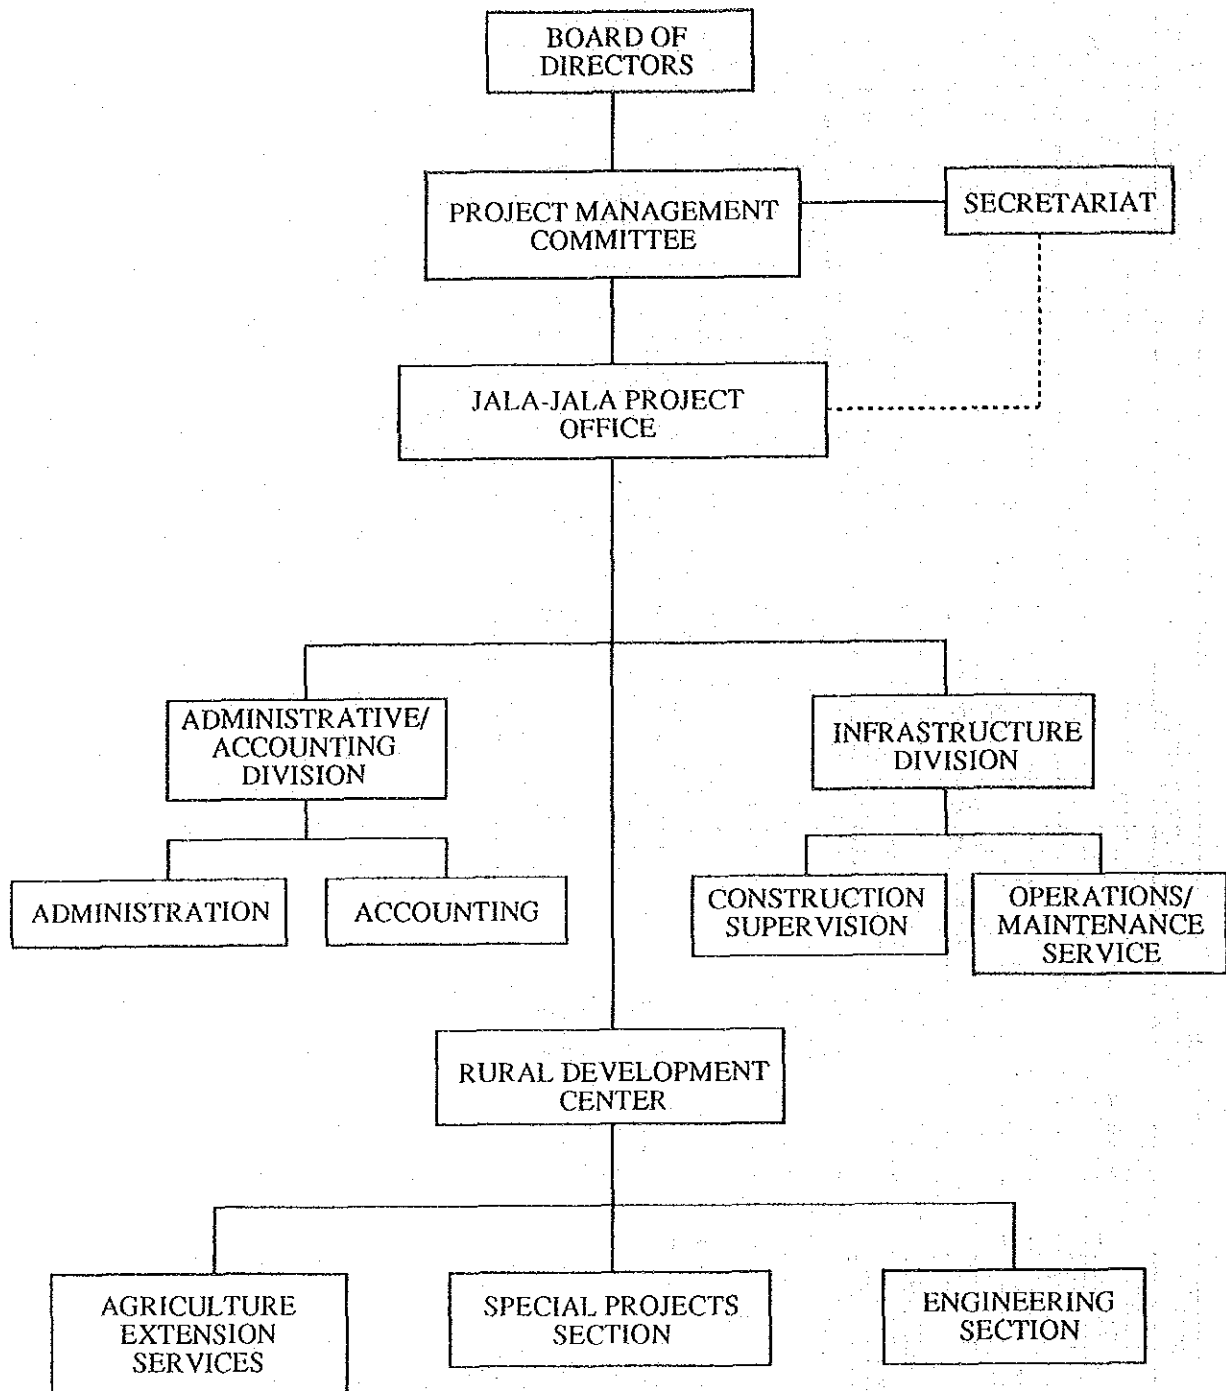 BOARD OF
DIRECTORS
PROJECT MANAGEMENT
COMMITTEE
SECRETARIAT
JALA-JALA PROJECT
OFFICE
ADMINISTRATIVE/
ACCOUNTING
DIVISION
INFRASTRUCTURE
DIVISION
ADMINISTRATION
ACCOUNTING
CONSTRUCTION
SUPERVISION
OPERATIONS/
MAINTENANCE
SERVICE
RURAL DEVELOPMENT
CENTER
AGRICULTURE
EXTENSION
SERVICES
SPECIAL PROJECTS
SECTION
ENGINEERING
SECTION